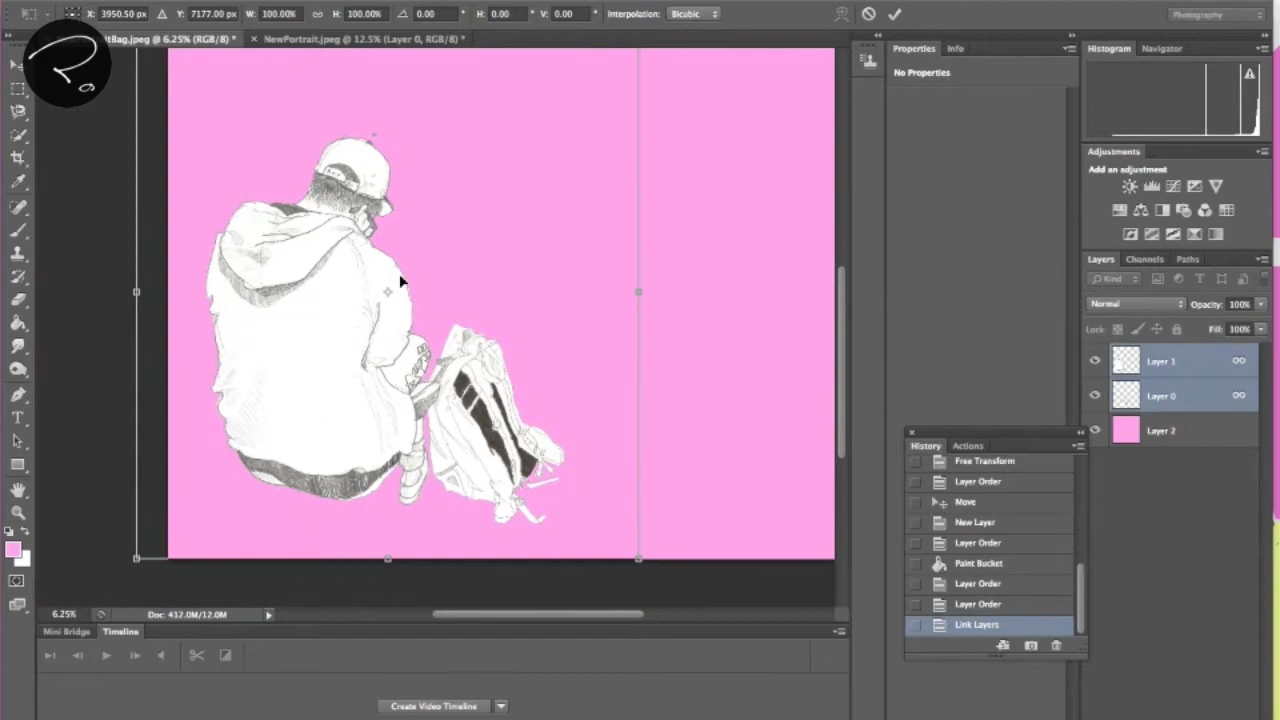 X: 3950.50 px Y: 7177.00 px W: 100.00% H: 100.00% 0.00 ° H: 0.00 ° V: 0.00 ° Interpolation: Bicubic Photography
Bag.jpeg @ 6.25% (RGB/8) * × NewPortrait.jpeg @ 12.5% (Layer 0, RGB/8) *
Properties Info
No Properties
Histogram Navigator
Adjustments
Add an adjustment
Layers Channels Paths
Kind
Normal Opacity: 100%
Lock: Fill: 100%
Layer 1
Layer 0
Layer 2
History Actions
Free Transform
Layer Order
Move
New Layer
Layer Order
Paint Bucket
Layer Order
Layer Order
Link Layers
6.25% Doc: 412.0M/12.0M
Mini Bridge Timeline
Create Video Timeline